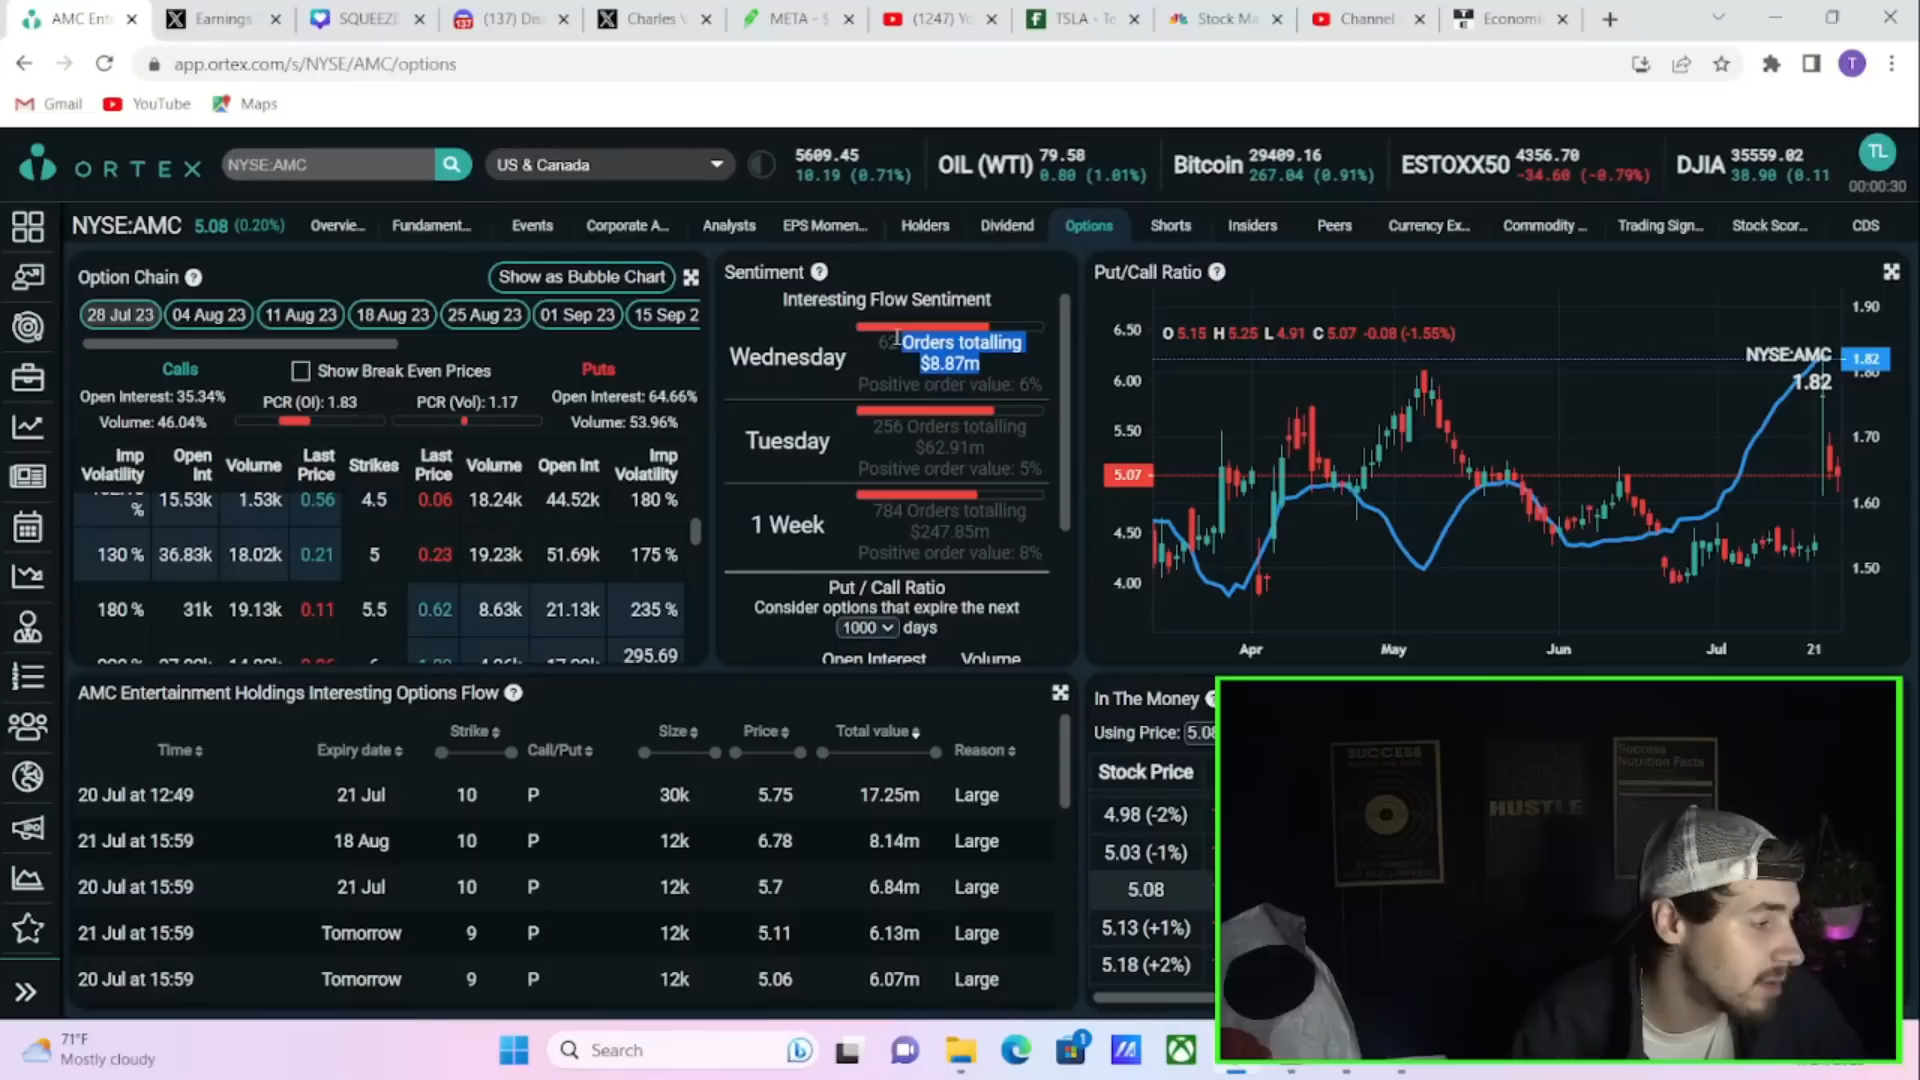 AMC Ente
Earnings
SQUEEZE
(137) Dis
Charles V
META - $
(1247) Yo
TSLA - Te
Stock Ma
Channel
Economi
app.ortex.com/s/NYSE/AMC/options
T
Gmail YouTube Maps
ORTEX
NYSE:AMC
US & Canada
5609.45
10.19 (0.71%)
OIL (WTI) 79.58
0.80 (1.01%)
Bitcoin 29409.16
267.04 (0.91%)
ESTOXX50 4356.70
-34.60 (-0.79%)
DJIA 35559.02
38.90 (0.11
TL
00:00:30
NYSE:AMC 5.08 (0.20%)
Overvie... Fundament... Events Corporate A... Analysts EPS Momen... Holders Dividend Options Shorts Insiders Peers Currency Ex... Commodity ... Trading Sign... Stock Scor... CDS
Option Chain ?
Show as Bubble Chart
28 Jul 23 04 Aug 23 11 Aug 23 18 Aug 23 25 Aug 23 01 Sep 23 15 Sep 2
Calls Show Break Even Prices Puts
Open Interest: 35.34% PCR (OI): 1.83 PCR (Vol): 1.17 Open Interest: 64.66%
Volume: 46.04% Volume: 53.96%
Imp Volatility Open Int Volume Last Price Strikes Last Price Volume Open Int Imp Volatility
% 15.53k 1.53k 0.56 4.5 0.06 18.24k 44.52k 180 %
130 % 36.83k 18.02k 0.21 5 0.23 19.23k 51.69k 175 %
180 % 31k 19.13k 0.11 5.5 0.62 8.63k 21.13k 235 %
295.69
Sentiment ?
Interesting Flow Sentiment
Wednesday
Orders totalling
$8.87m
Positive order value: 6%
Tuesday
256 Orders totalling
$62.91m
Positive order value: 5%
1 Week
784 Orders totalling
$247.85m
Positive order value: 8%
Put / Call Ratio
Consider options that expire the next
1000 days
Open Interest Volume
Put/Call Ratio ?
O 5.15 H 5.25 L 4.91 C 5.07 -0.08 (-1.55%)
NYSE:AMC
1.82
6.50
6.00
5.50
5.07
4.50
4.00
1.90
1.82
1.80
1.70
1.60
1.50
Apr May Jun Jul 21
AMC Entertainment Holdings Interesting Options Flow ?
Time Expiry date Strike Call/Put Size Price Total value Reason
20 Jul at 12:49 21 Jul 10 P 30k 5.75 17.25m Large
21 Jul at 15:59 18 Aug 10 P 12k 6.78 8.14m Large
20 Jul at 15:59 21 Jul 10 P 12k 5.7 6.84m Large
21 Jul at 15:59 Tomorrow 9 P 12k 5.11 6.13m Large
20 Jul at 15:59 Tomorrow 9 P 12k 5.06 6.07m Large
In The Money
Using Price: 5.08
Stock Price
4.98 (-2%)
5.03 (-1%)
5.08
5.13 (+1%)
5.18 (+2%)
SUCCESS
HUSTLE
Success
Nutrition Facts
71°F
Mostly cloudy
Search
1